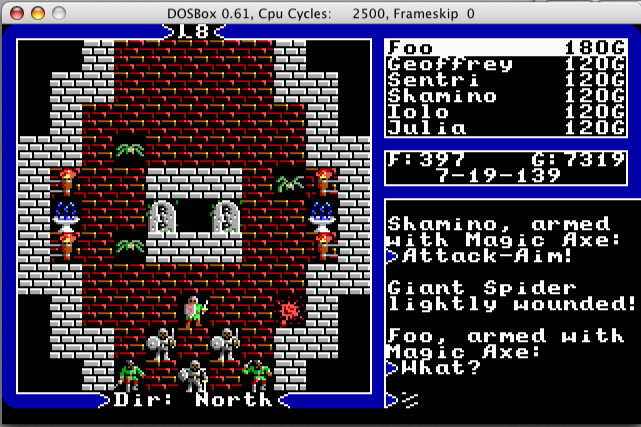 DOSBox 0.61, Cpu Cycles: 2500, Frameskip 0
L8
Foo 180G
Geoffrey 120G
Sentri 120G
Shamino 120G
Iolo 120G
Julia 120G
F:397 G:7319
7-19-139
Shamino, armed
with Magic Axe:
>Attack-Aim!
Giant Spider
lightly wounded!
Foo, armed with
Magic Axe:
>What?
Dir: North